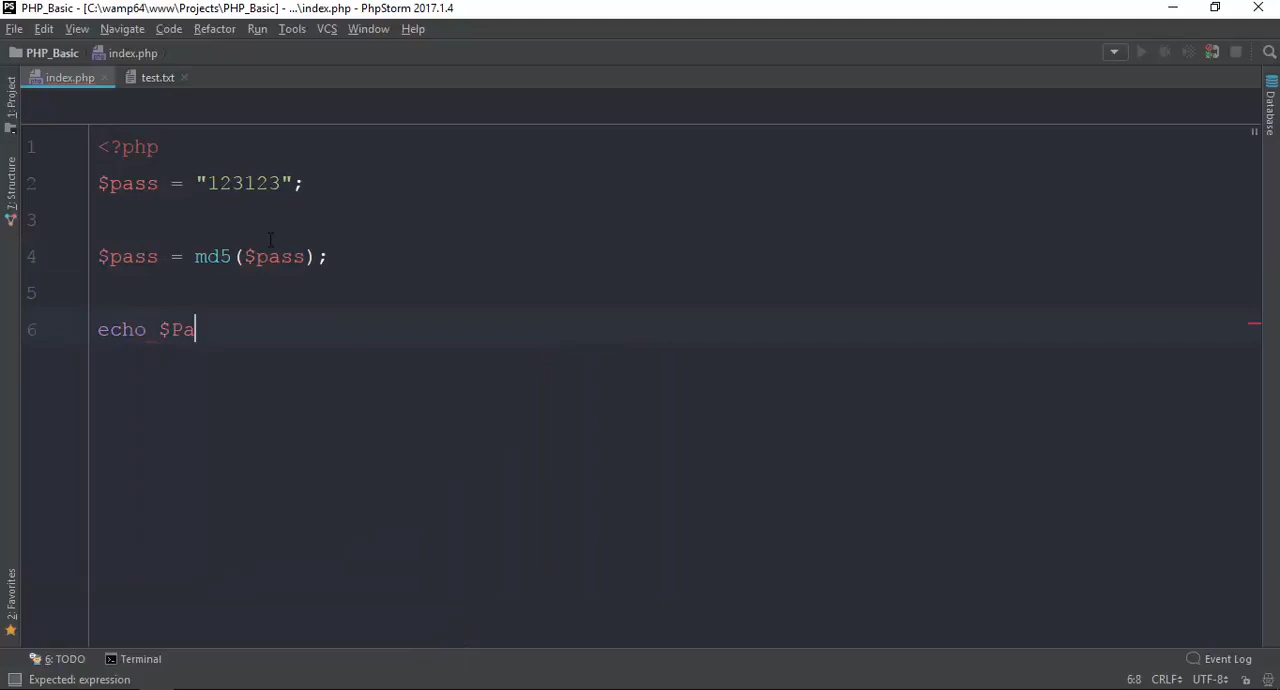 PS PHP_Basic - [C:\wamp64\www\Projects\PHP_Basic] - ...\index.php - PhpStorm 2017.1.4
File Edit View Navigate Code Refactor Run Tools VCS Window Help
PHP_Basic index.php
index.php test.txt
1: Project
7: Structure
2: Favorites
Database
1 <?php
2 $pass = "123123";
3
4 $pass = md5($pass);
5
6 echo $Pa
6: TODO Terminal Event Log
Expected: expression 6:8 CRLF UTF-8